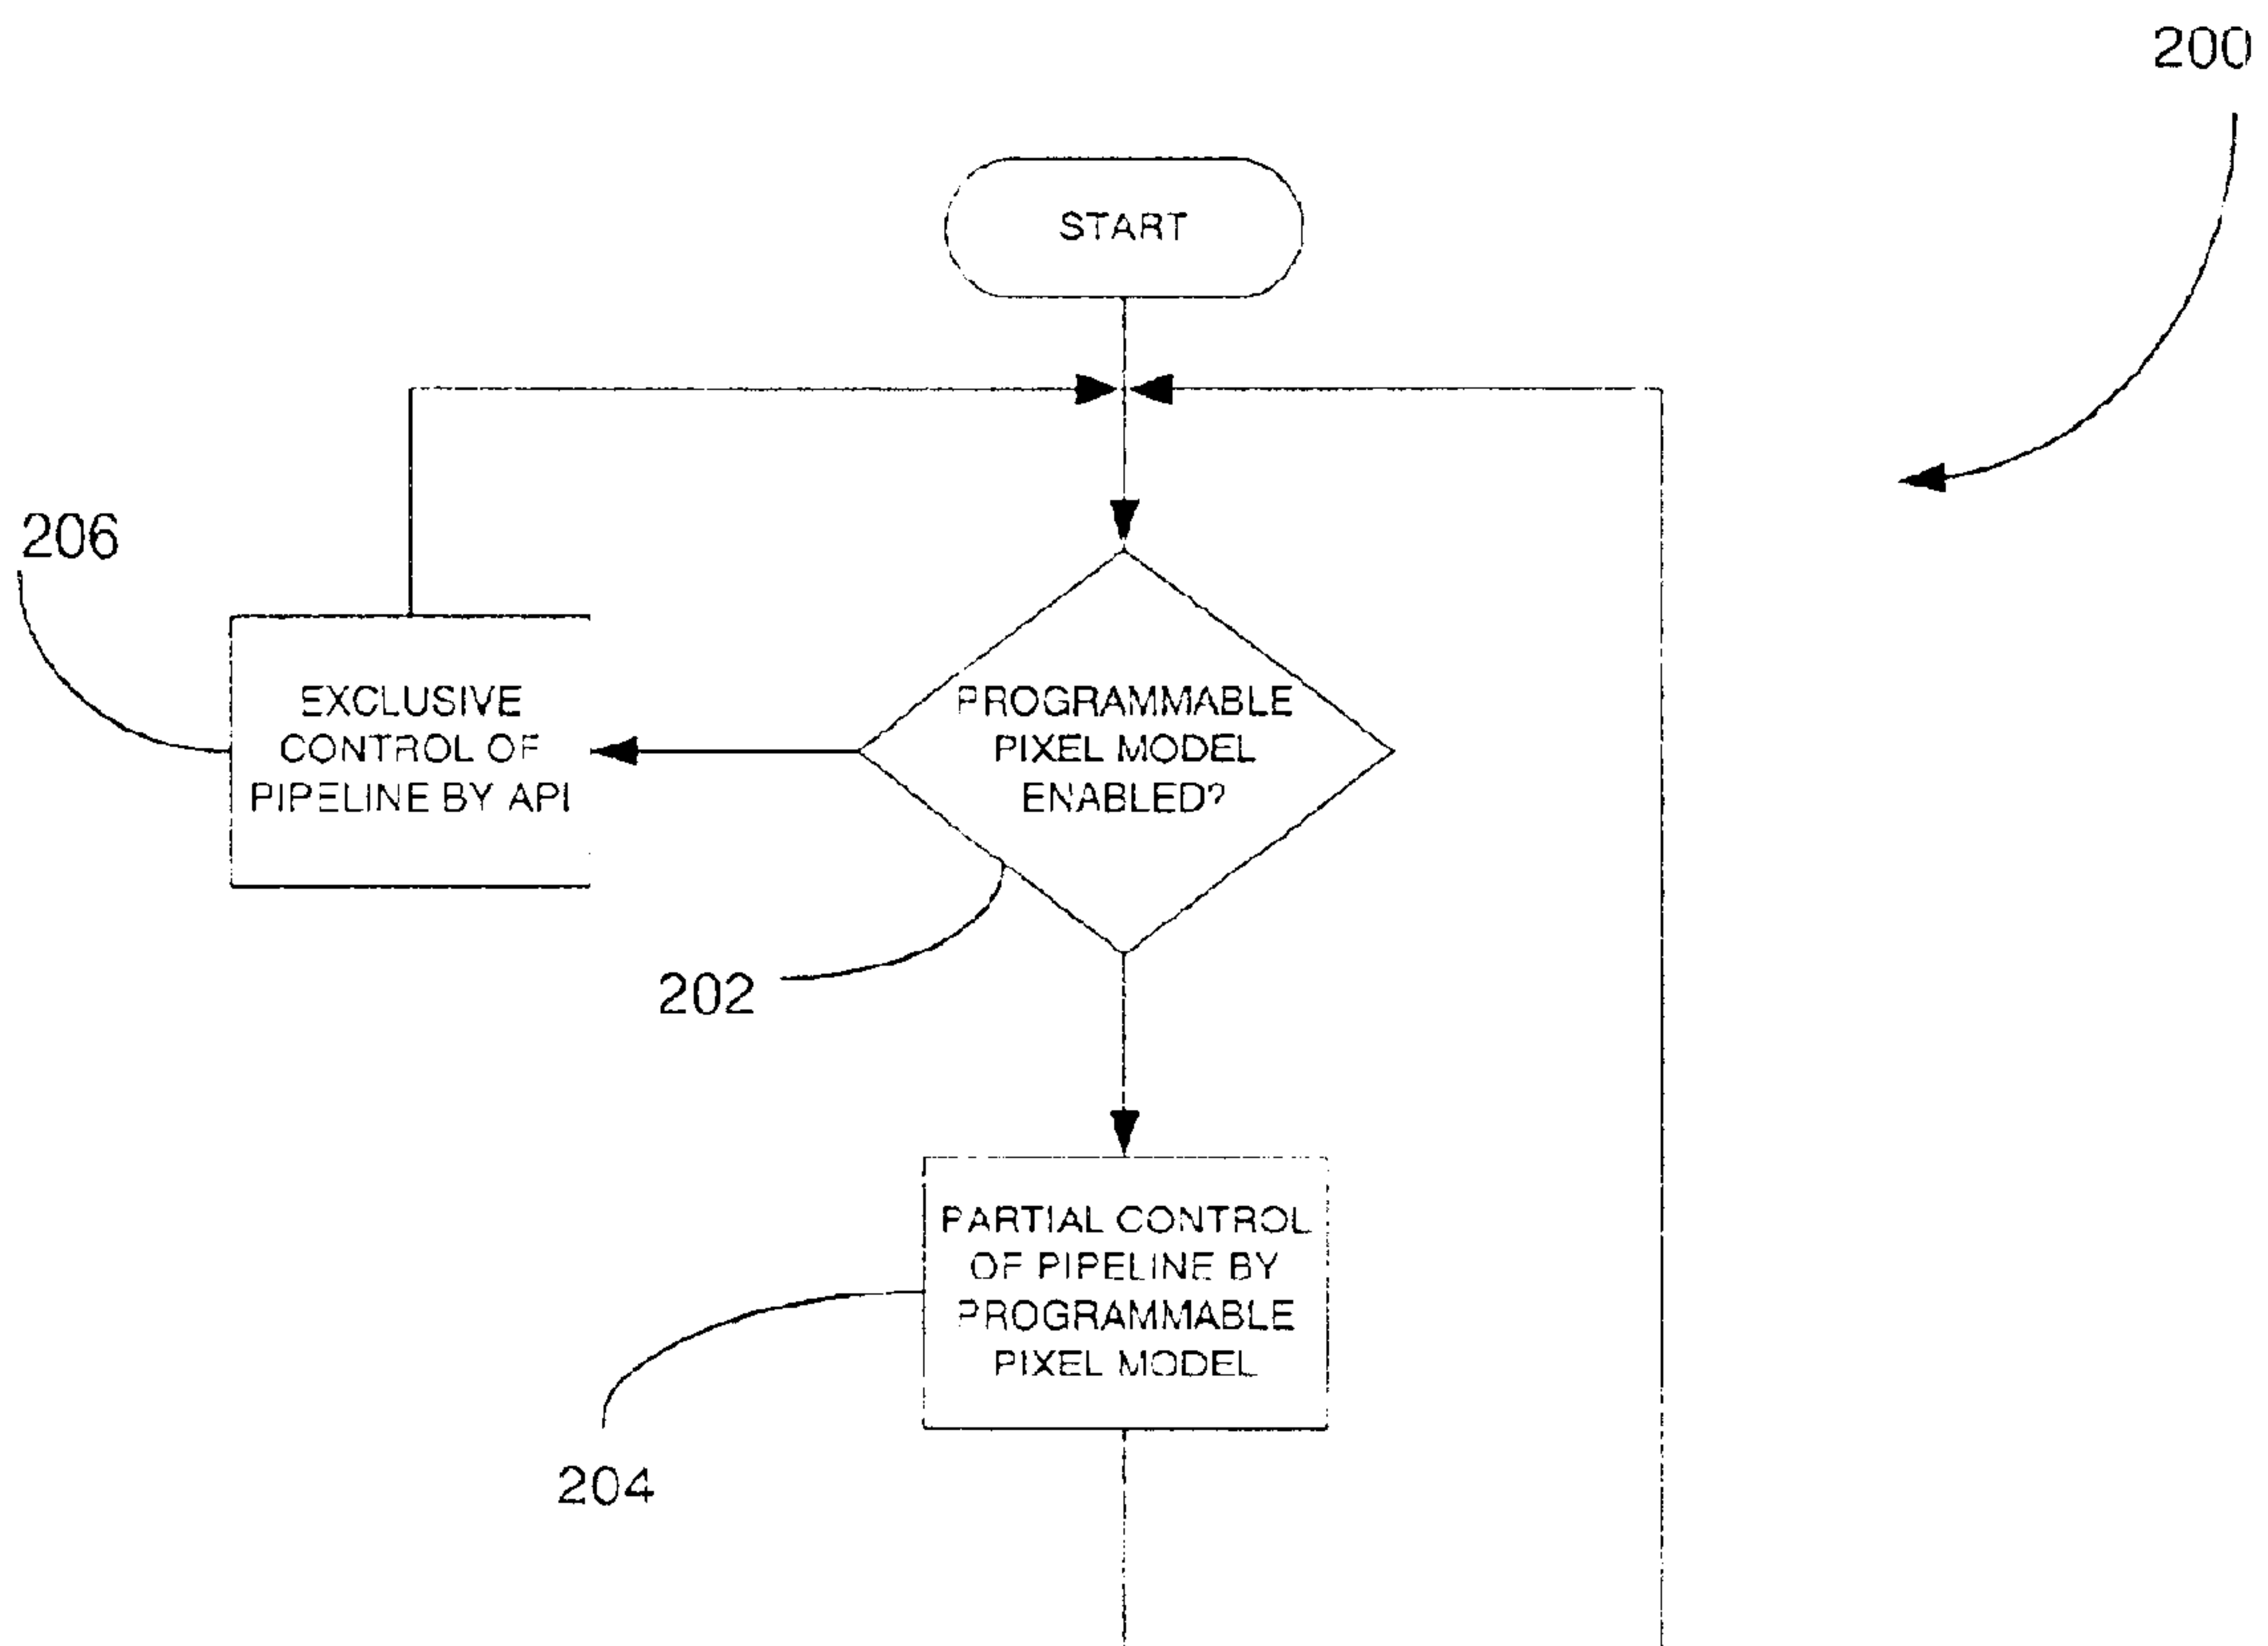 200
START
206
EXCLUSIVE
CONTROL OF
PIPELINE BY API
PROGRAMMABLE
PIXEL MODEL
ENABLED?
202
PARTIAL CONTROL
OF PIPELINE BY
PROGRAMMABLE
PIXEL MODEL
204